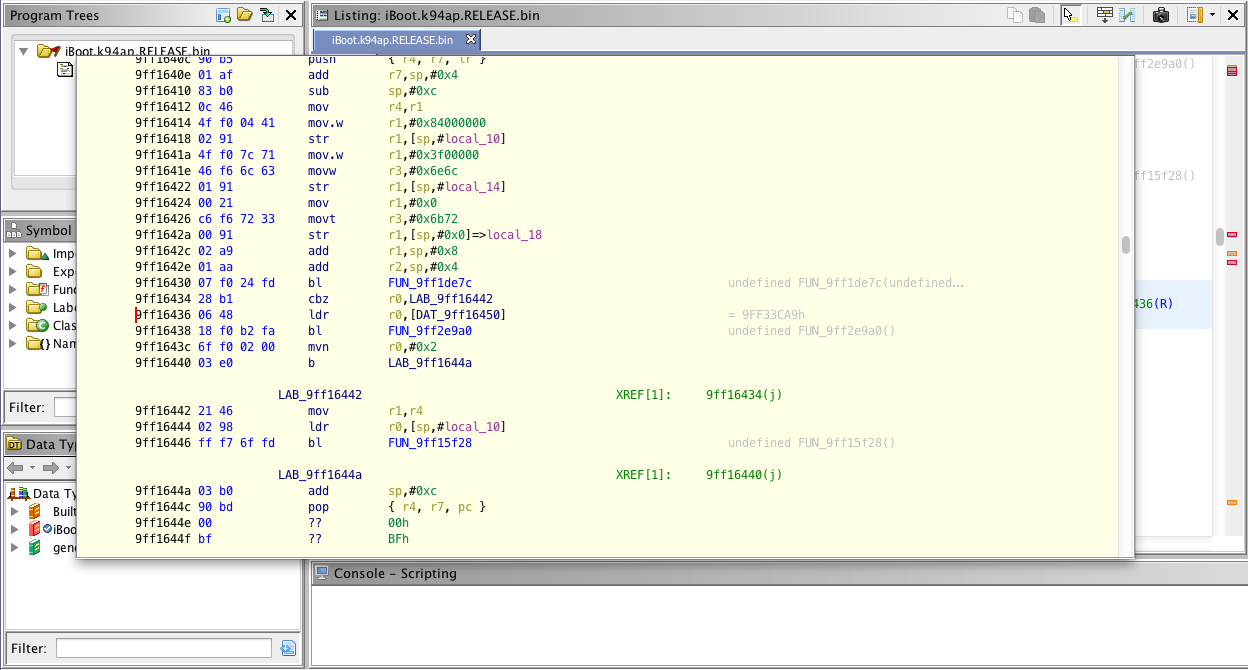 Program Trees
iBoot.k94ap.RELEASE.bin
Listing: iBoot.k94ap.RELEASE.bin
iBoot.k94ap.RELEASE.bin
9ff1640c 90 b5 push { r4, r7, lr }
9ff1640e 01 af add r7,sp,#0x4
9ff16410 83 b0 sub sp,#0xc
9ff16412 0c 46 mov r4,r1
9ff16414 4f f0 04 41 mov.w r1,#0x84000000
9ff16418 02 91 str r1,[sp,#local_10]
9ff1641a 4f f0 7c 71 mov.w r1,#0x3f00000
9ff1641e 46 f6 6c 63 movw r3,#0x6e6c
9ff16422 01 91 str r1,[sp,#local_14]
9ff16424 00 21 mov r1,#0x0
9ff16426 c6 f6 72 33 movt r3,#0x6b72
9ff1642a 00 91 str r1,[sp,#0x0]=>local_18
9ff1642c 02 a9 add r1,sp,#0x8
9ff1642e 01 aa add r2,sp,#0x4
9ff16430 07 f0 24 fd bl FUN_9ff1de7c undefined FUN_9ff1de7c(undefined...
9ff16434 28 b1 cbz r0,LAB_9ff16442
9ff16436 06 48 ldr r0,[DAT_9ff16450] = 9FF33CA9h
9ff16438 18 f0 b2 fa bl FUN_9ff2e9a0 undefined FUN_9ff2e9a0()
9ff1643c 6f f0 02 00 mvn r0,#0x2
9ff16440 03 e0 b LAB_9ff1644a
LAB_9ff16442 XREF[1]: 9ff16434(j)
9ff16442 21 46 mov r1,r4
9ff16444 02 98 ldr r0,[sp,#local_10]
9ff16446 ff f7 6f fd bl FUN_9ff15f28 undefined FUN_9ff15f28()
LAB_9ff1644a XREF[1]: 9ff16440(j)
9ff1644a 03 b0 add sp,#0xc
9ff1644c 90 bd pop { r4, r7, pc }
9ff1644e 00 ?? 00h
9ff1644f bf ?? BFh
ff2e9a0()
ff15f28()
436(R)
Symbol
Impo
Exp
Func
Labe
Clas
Nam
Filter:
Data Typ
Data Ty
Built
iBoo
gene
Filter:
Console - Scripting